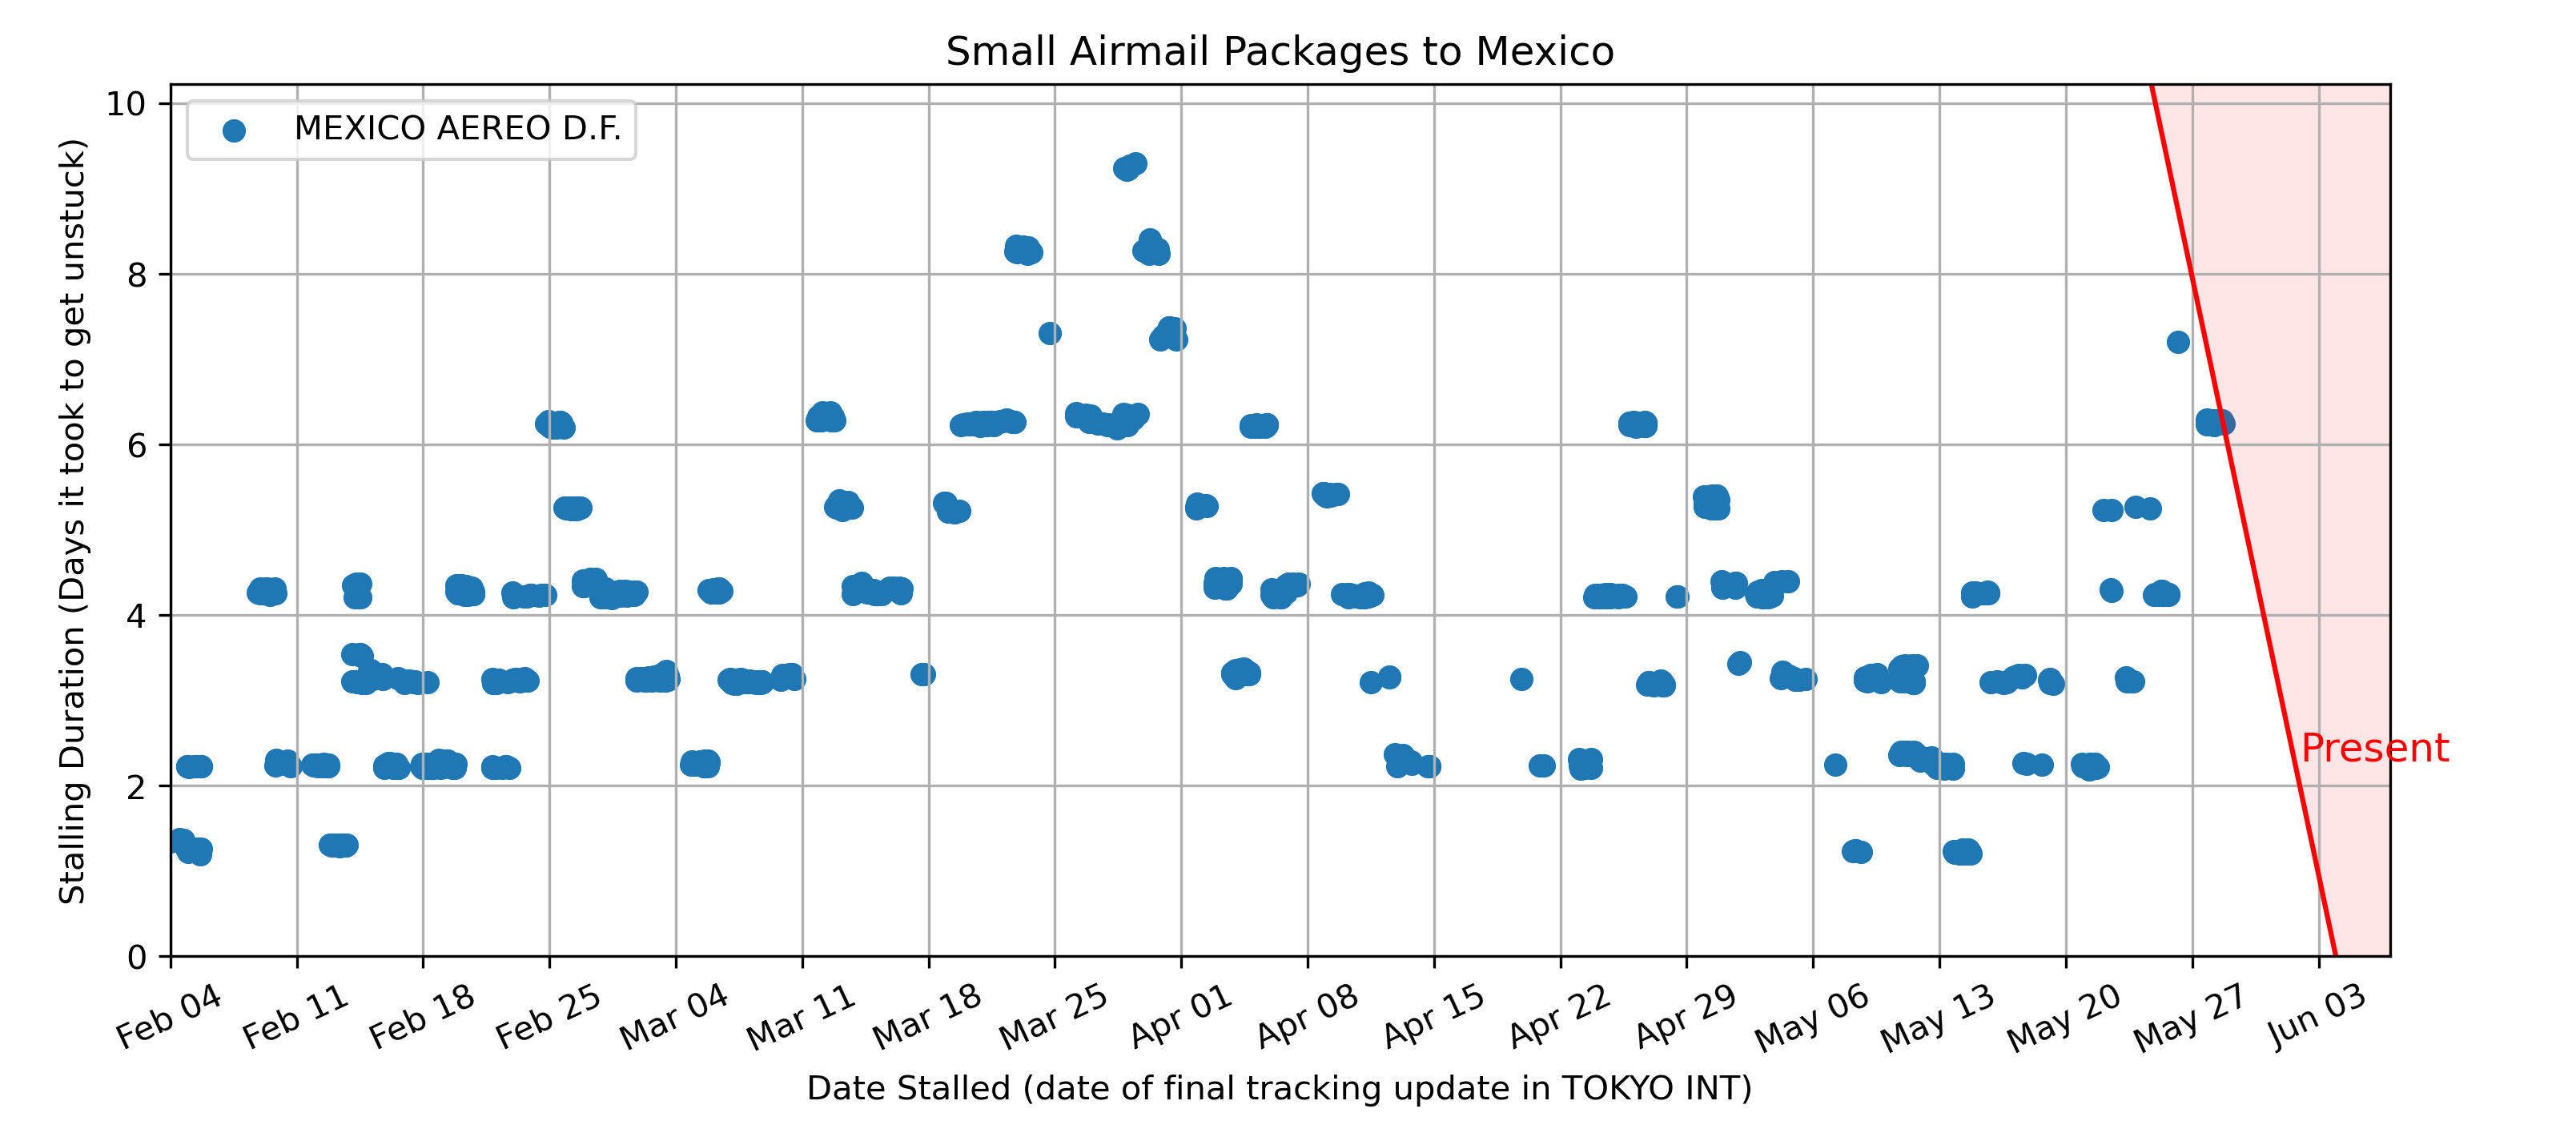 Small Airmail Packages to Mexico
MEXICO AEREO D.F.
Stalling Duration (Days it took to get unstuck)
10
8
6
4
2
0
Present
Feb 04
Feb 11
Feb 18
Feb 25
Mar 04
Mar 11
Mar 18
Mar 25
Apr 01
Apr 08
Apr 15
Apr 22
Apr 29
May 06
May 13
May 20
May 27
Jun 03
Date Stalled (date of final tracking update in TOKYO INT)